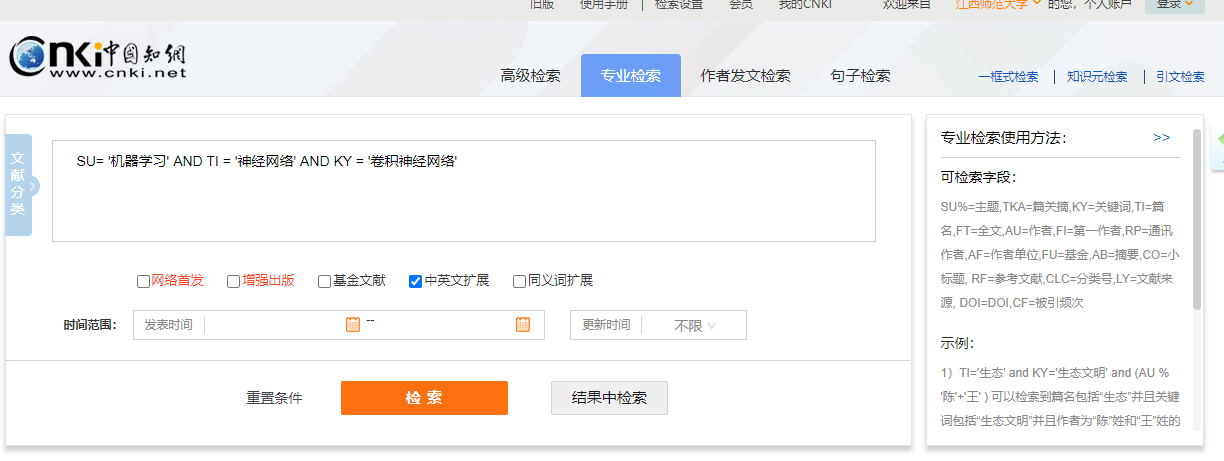 旧版 使用手册 检索设置 会员 我的CNKI 欢迎来自 江西师范大学 的您，个人账户 登录
Cnki 中国知網
www.cnki.net
高级检索 专业检索 作者发文检索 句子检索 一框式检索 知识元检索 引文检索
文献分类
SU= '机器学习' AND TI = '神经网络' AND KY = '卷积神经网络'
网络首发 增强出版 基金文献 中英文扩展 同义词扩展
时间范围： 发表时间 -- 更新时间 不限
重置条件 检索 结果中检索
专业检索使用方法： >>
可检索字段：
SU%=主题,TKA=篇关摘,KY=关键词,TI=篇
名,FT=全文,AU=作者,FI=第一作者,RP=通讯
作者,AF=作者单位,FU=基金,AB=摘要,CO=小
标题, RF=参考文献,CLC=分类号,LY=文献来
源, DOI=DOI,CF=被引频次
示例：
1）TI='生态' and KY='生态文明' and (AU %
'陈'+'王' ) 可以检索到篇名包括“生态”并且关键
词包括“生态文明”并且作者为“陈”姓和“王”姓的